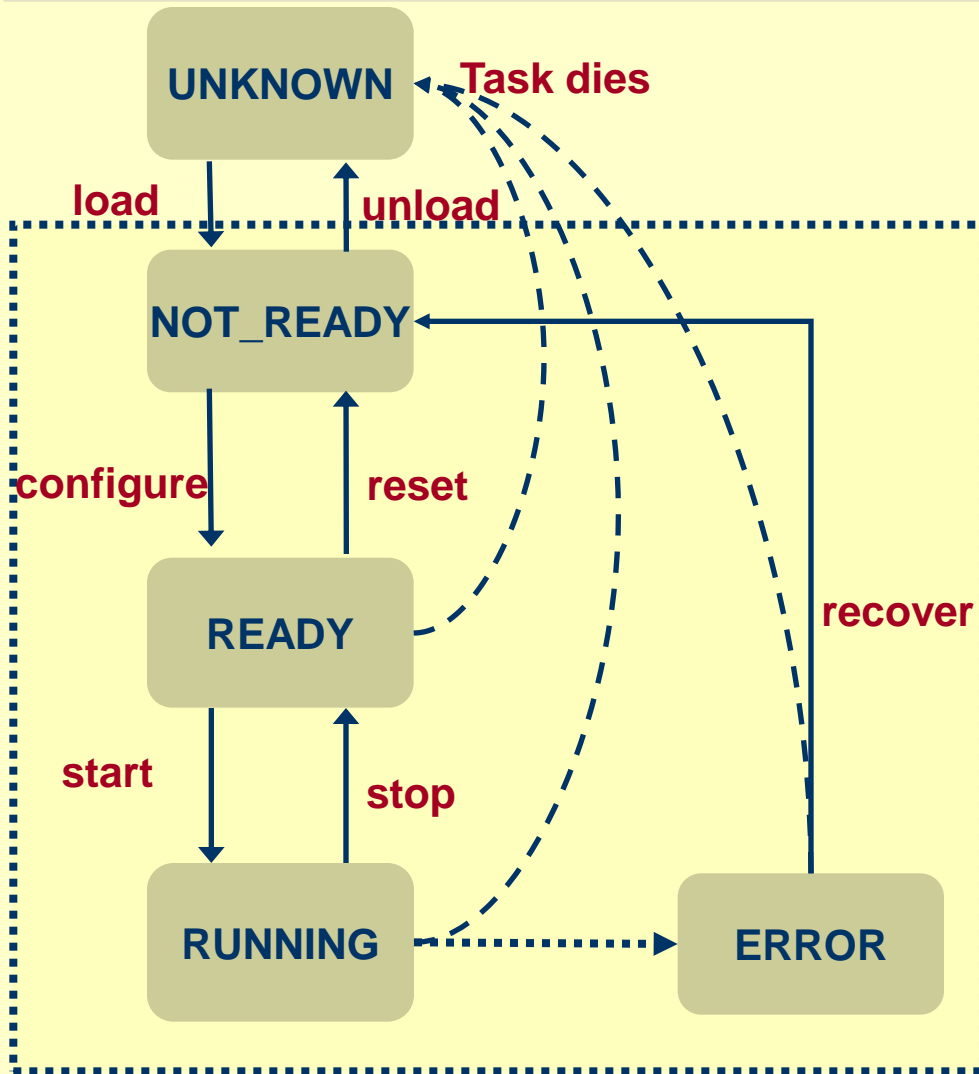 UNKNOWN
Task dies
load
unload
NOT_READY
configure
reset
READY
recover
start
stop
RUNNING
ERROR